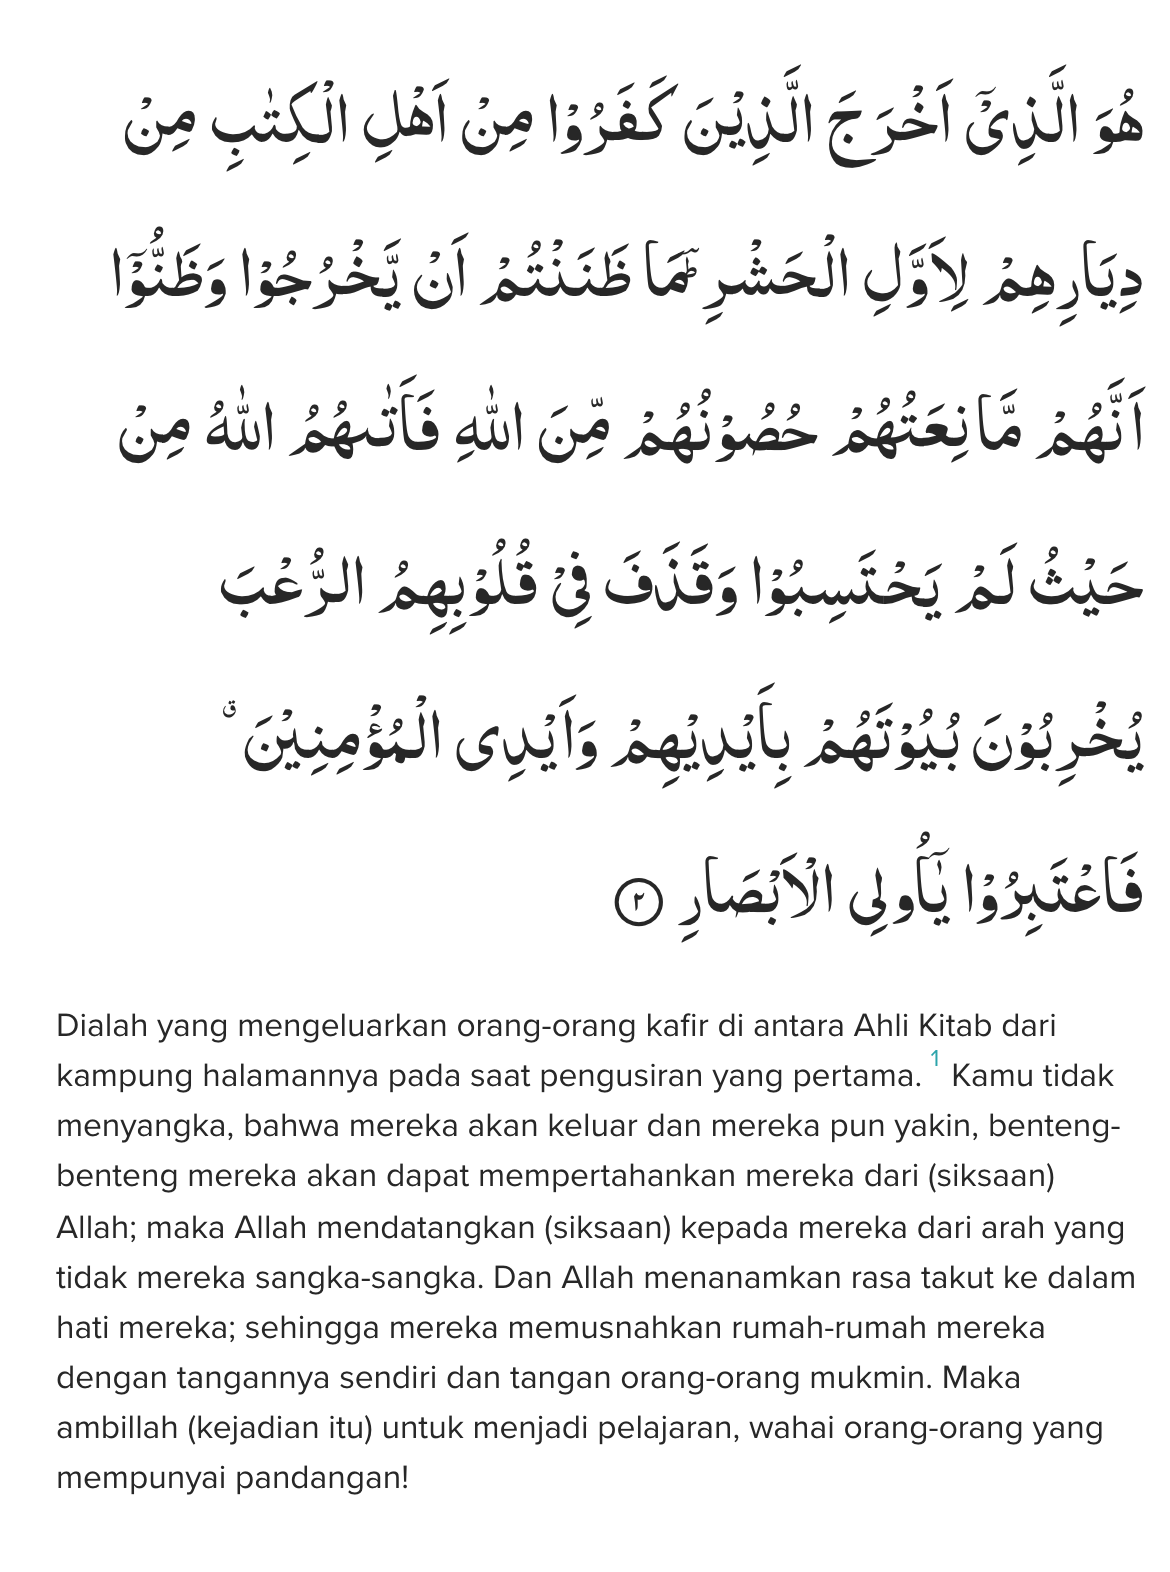 هُوَ الَّذِيْٓ اَخْرَجَ الَّذِيْنَ كَفَرُوْا مِنْ اَهْلِ الْكِتٰبِ مِنْ
دِيَارِهِمْ لِاَوَّلِ الْحَشْرِۗ مَا ظَنَنْتُمْ اَنْ يَّخْرُجُوْا وَظَنُّوْٓا
اَنَّهُمْ مَّانِعَتُهُمْ حُصُوْنُهُمْ مِّنَ اللّٰهِ فَاَتٰىهُمُ اللّٰهُ مِنْ
حَيْثُ لَمْ يَحْتَسِبُوْا وَقَذَفَ فِيْ قُلُوْبِهِمُ الرُّعْبَ
يُخْرِبُوْنَ بُيُوْتَهُمْ بِاَيْدِيْهِمْ وَاَيْدِى الْمُؤْمِنِيْنَۙ
فَاعْتَبِرُوْا يٰٓاُولِى الْاَبْصَارِ ٢
Dialah yang mengeluarkan orang-orang kafir di antara Ahli Kitab dari
kampung halamannya pada saat pengusiran yang pertama. 1 Kamu tidak
menyangka, bahwa mereka akan keluar dan mereka pun yakin, benteng-
benteng mereka akan dapat mempertahankan mereka dari (siksaan)
Allah; maka Allah mendatangkan (siksaan) kepada mereka dari arah yang
tidak mereka sangka-sangka. Dan Allah menanamkan rasa takut ke dalam
hati mereka; sehingga mereka memusnahkan rumah-rumah mereka
dengan tangannya sendiri dan tangan orang-orang mukmin. Maka
ambillah (kejadian itu) untuk menjadi pelajaran, wahai orang-orang yang
mempunyai pandangan!